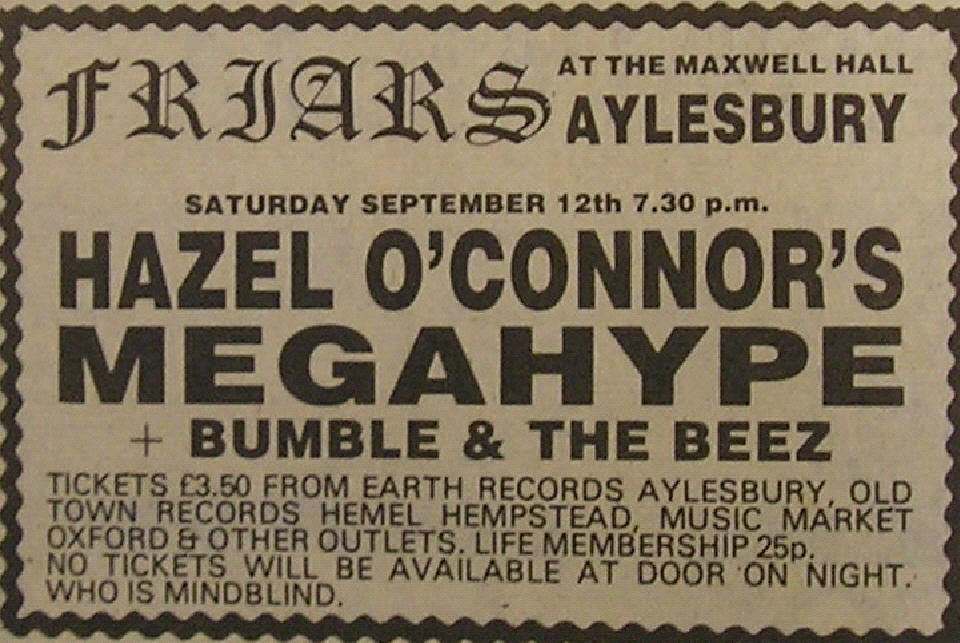 FRIARS AT THE MAXWELL HALL
AYLESBURY
SATURDAY SEPTEMBER 12th 7.30 p.m.
HAZEL O'CONNOR'S
MEGAHYPE
+ BUMBLE & THE BEEZ
TICKETS £3.50 FROM EARTH RECORDS AYLESBURY, OLD
TOWN RECORDS HEMEL HEMPSTEAD, MUSIC MARKET
OXFORD & OTHER OUTLETS. LIFE MEMBERSHIP 25p.
NO TICKETS WILL BE AVAILABLE AT DOOR ON NIGHT.
WHO IS MINDBLIND.